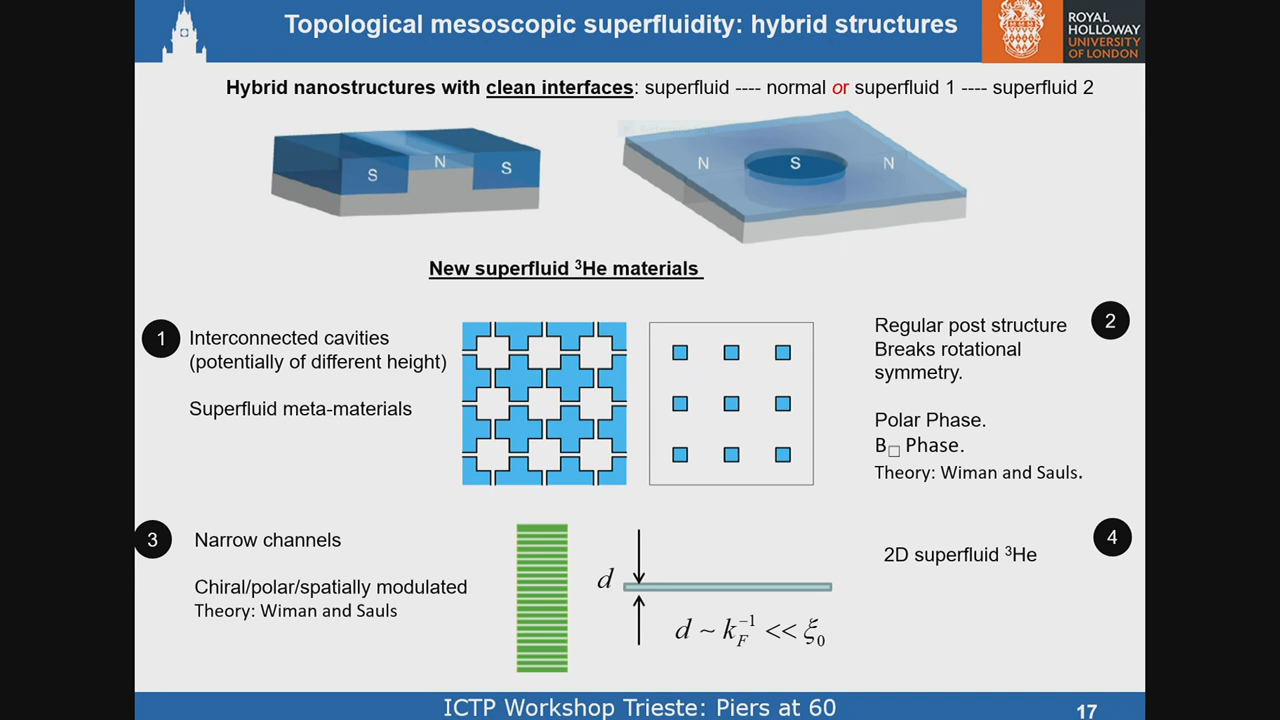 Topological mesoscopic superfluidity: hybrid structures
ROYAL
HOLLOWAY
UNIVERSITY
OF LONDON
Hybrid nanostructures with clean interfaces: superfluid ---- normal or superfluid 1 ---- superfluid 2
S N S
N S N
New superfluid ³He materials
1
Interconnected cavities
(potentially of different height)
Superfluid meta-materials
2
Regular post structure
Breaks rotational
symmetry.
Polar Phase.
B□ Phase.
Theory: Wiman and Sauls.
3
Narrow channels
Chiral/polar/spatially modulated
Theory: Wiman and Sauls
d
d ~ k_F^{-1} << ξ₀
4
2D superfluid ³He
ICTP Workshop Trieste: Piers at 60
17